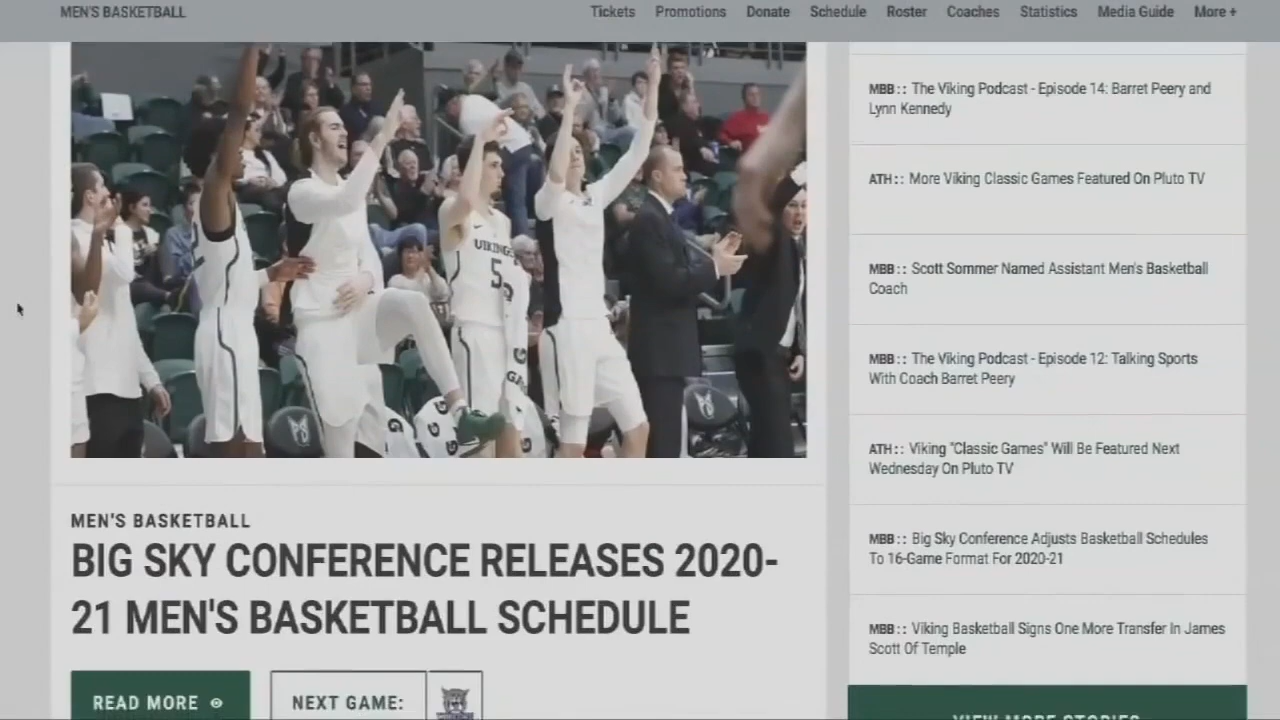 MEN'S BASKETBALL
Tickets Promotions Donate Schedule Roster Coaches Statistics Media Guide More +
VIKINGS
5
MBB :: The Viking Podcast - Episode 14: Barret Peery and
Lynn Kennedy
ATH :: More Viking Classic Games Featured On Pluto TV
MBB :: Scott Sommer Named Assistant Men's Basketball
Coach
MBB :: The Viking Podcast - Episode 12: Talking Sports
With Coach Barret Peery
ATH :: Viking "Classic Games" Will Be Featured Next
Wednesday On Pluto TV
MBB :: Big Sky Conference Adjusts Basketball Schedules
To 16-Game Format For 2020-21
MBB :: Viking Basketball Signs One More Transfer In James
Scott Of Temple
VIEW MORE STORIES
MEN'S BASKETBALL
BIG SKY CONFERENCE RELEASES 2020-
21 MEN'S BASKETBALL SCHEDULE
READ MORE
NEXT GAME: